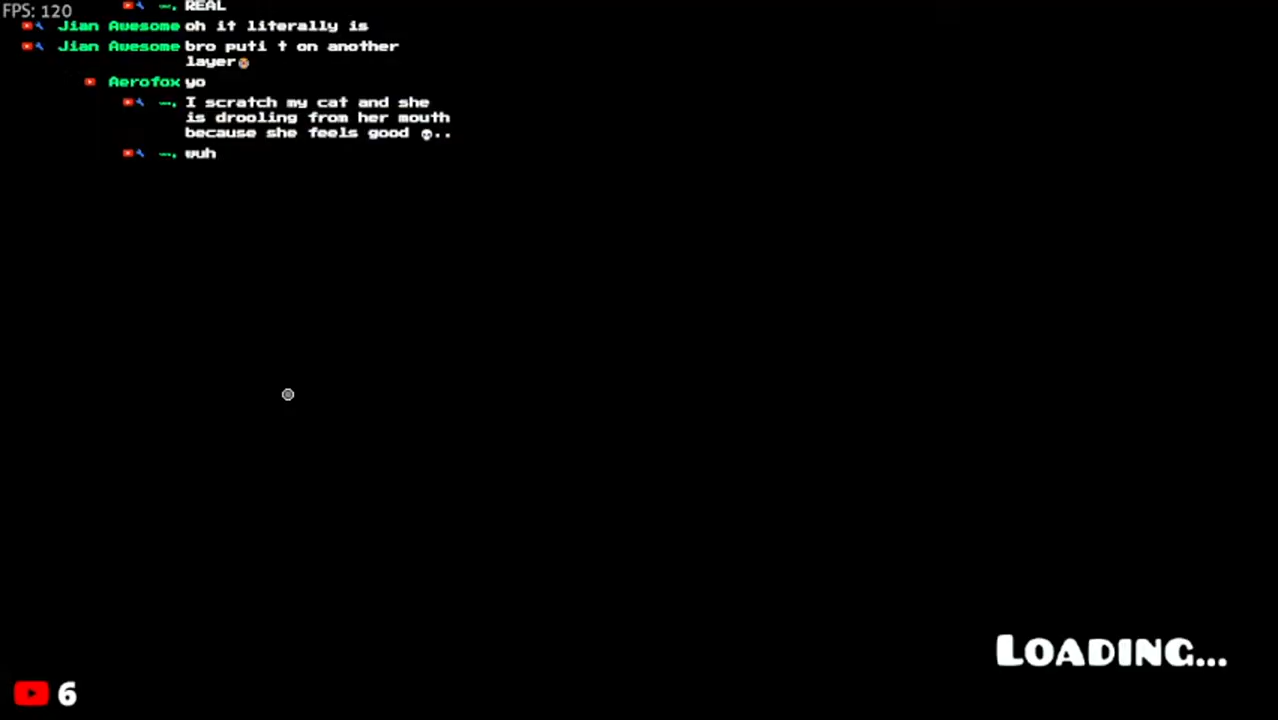 FPS: 120
~. REAL
Jian Awesome oh it literally is
Jian Awesome bro puti t on another
layer
Aerofox yo
~. I scratch my cat and she
is drooling from her mouth
because she feels good 💀..
~. wuh
LOADING...
6